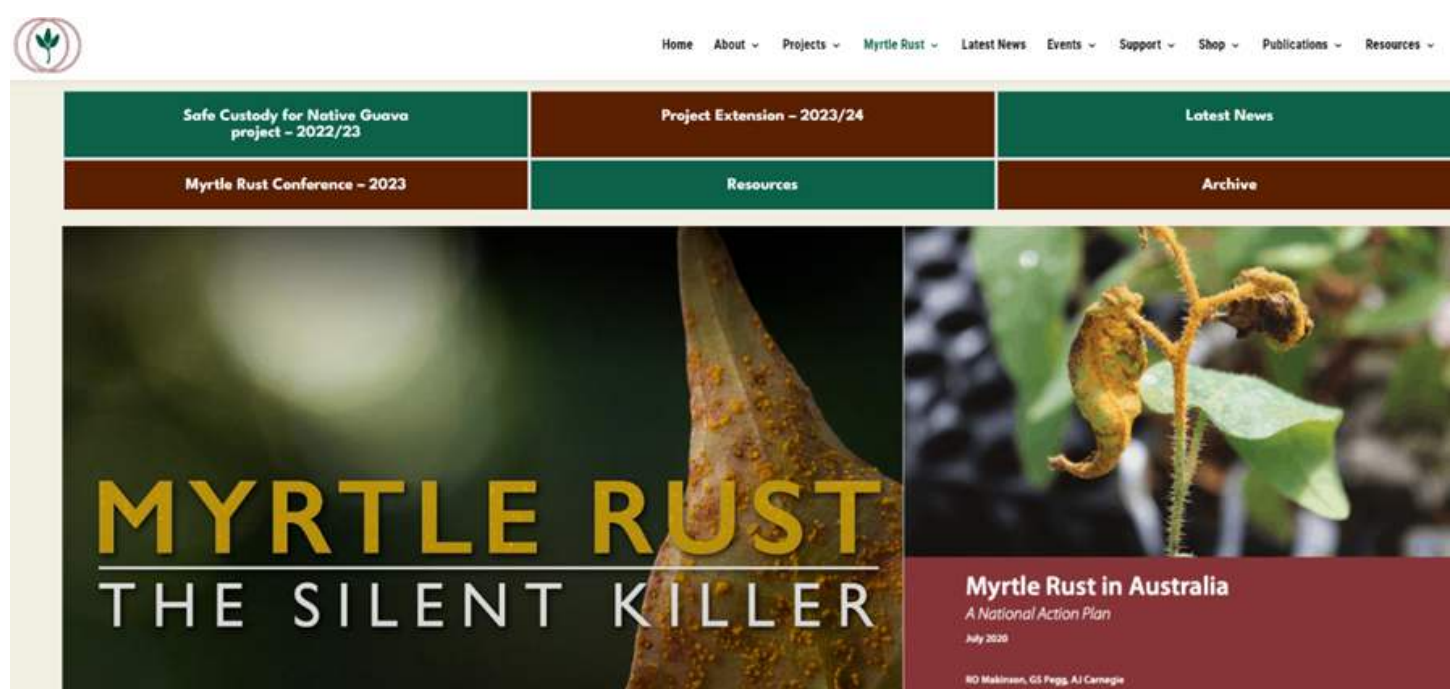 Home About Projects Myrtle Rust Latest News Events Support Shop Publications Resources
Safe Custody for Native Guava
project – 2022/23
Project Extension – 2023/24
Latest News
Myrtle Rust Conference – 2023
Resources
Archive
MYRTLE RUST
THE SILENT KILLER
Myrtle Rust in Australia
A National Action Plan
July 2020
RO Makinson, GS Pegg, AJ Carnegie